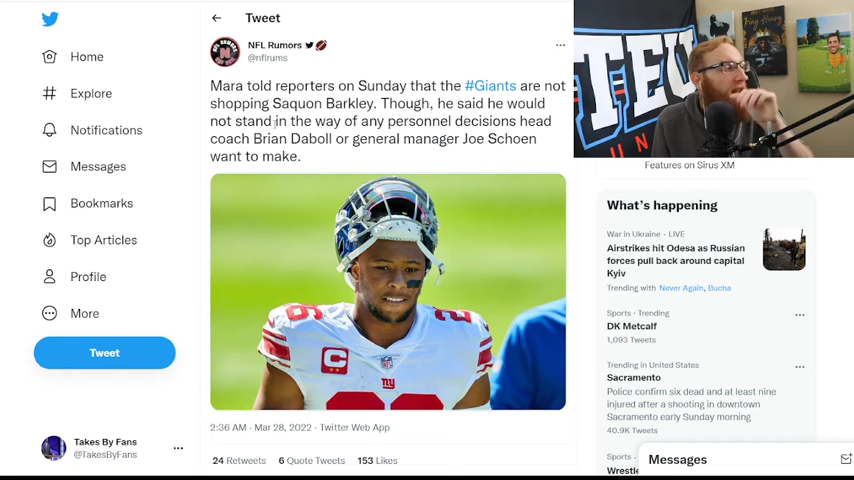 Home
Explore
Notifications
Messages
Bookmarks
Top Articles
Profile
More
Tweet
Takes By Fans
@TakesByFans
Tweet
NFL Rumors
@nflrums
Mara told reporters on Sunday that the #Giants are not
shopping Saquon Barkley. Though, he said he would
not stand in the way of any personnel decisions head
coach Brian Daboll or general manager Joe Schoen
want to make.
C
26
ny
2:36 AM · Mar 28, 2022 · Twitter Web App
24 Retweets 6 Quote Tweets 153 Likes
Features on Sirus XM
What's happening
War in Ukraine · LIVE
Airstrikes hit Odesa as Russian
forces pull back around capital
Kyiv
Trending with Never Again, Bucha
Sports · Trending
DK Metcalf
1,093 Tweets
Trending in United States
Sacramento
Police confirm six dead and at least nine
injured after a shooting in downtown
Sacramento early Sunday morning
40.9K Tweets
Sports ·
Wrestle
Messages